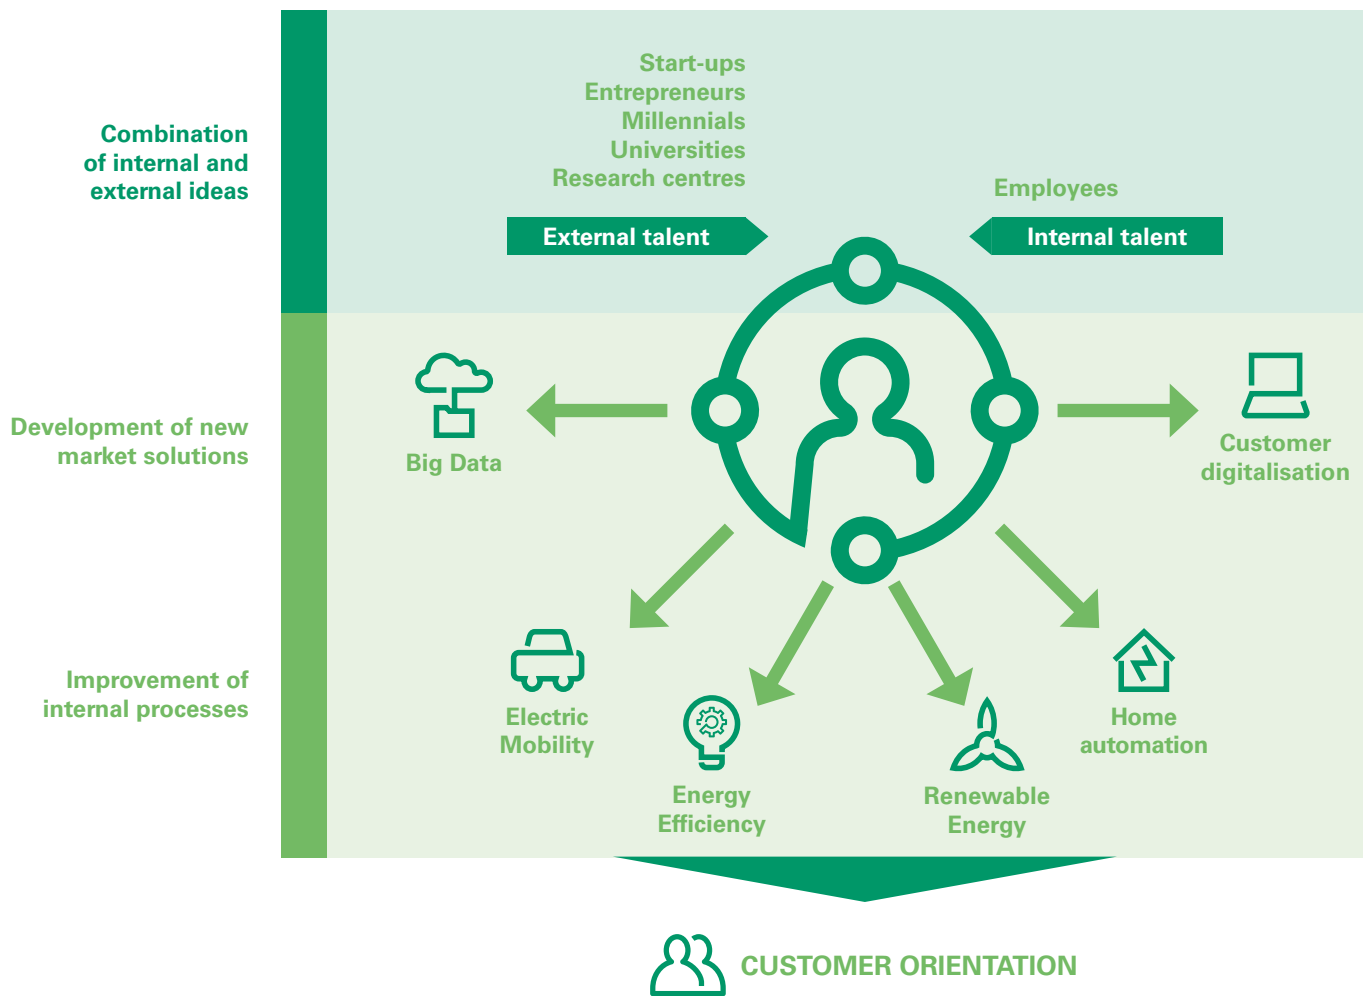 Start-ups
Entrepreneurs
Millennials
Universities
Research centres
Combination
of internal and
external ideas
Employees
External talent
Internal talent
Development of new
market solutions
Big Data
Customer
digitalisation
Improvement of
internal processes
Electric
Mobility
Energy
Efficiency
Renewable
Energy
Home
automation
CUSTOMER ORIENTATION